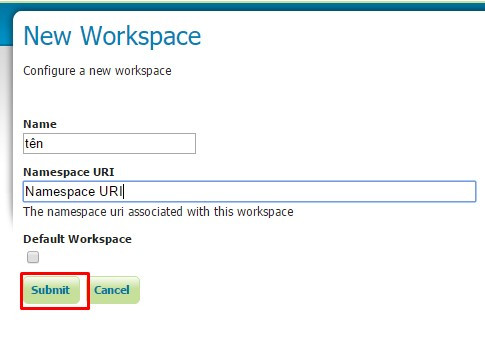 New Workspace
Configure a new workspace
Name
tên
Namespace URI
Namespace URI
The namespace uri associated with this workspace
Default Workspace
Submit Cancel